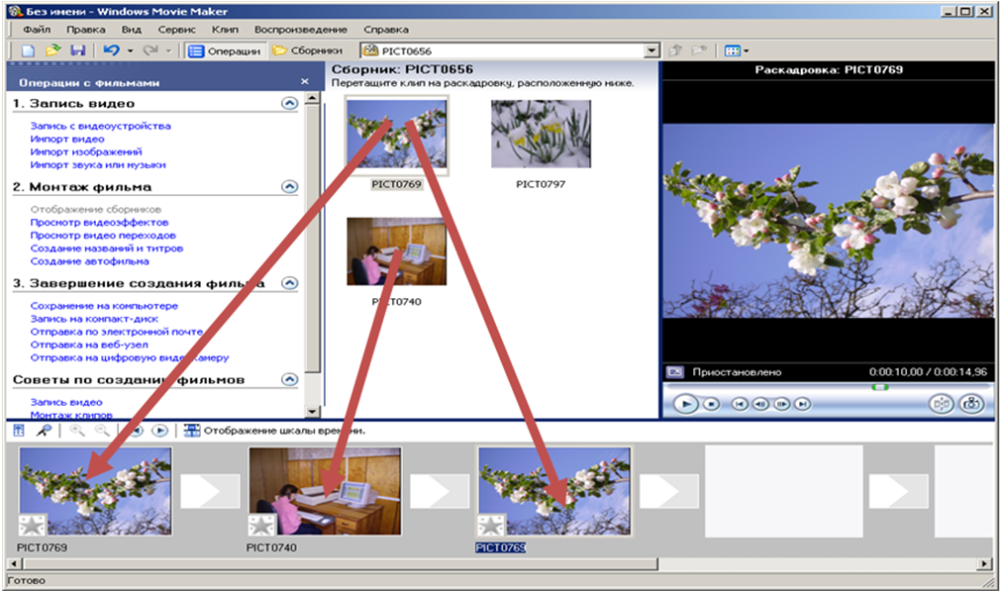 Без имени - Windows Movie Maker
Файл Правка Вид Сервис Клип Воспроизведение Справка
Операции Сборники PICT0656
Операции с фильмами
1. Запись видео
Запись с видеоустройства
Импорт видео
Импорт изображений
Импорт звука или музыки
2. Монтаж фильма
Отображение сборников
Просмотр видеоэффектов
Просмотр видео переходов
Создание названий и титров
Создание автофильма
3. Завершение создания фильма
Сохранение на компьютере
Запись на компакт-диск
Отправка по электронной почте
Отправка на веб-узел
Отправка на цифровую видеокамеру
Советы по созданию фильмов
Запись видео
Монтаж клипов
Сборник: PICT0656
Перетащите клип на раскадровку, расположенную ниже.
PICT0769
PICT0797
PICT0740
Раскадровка: PICT0769
Приостановлено 0:00:10,00 / 0:00:14,96
Отображение шкалы времени.
PICT0769 PICT0740 PICT0769
Готово